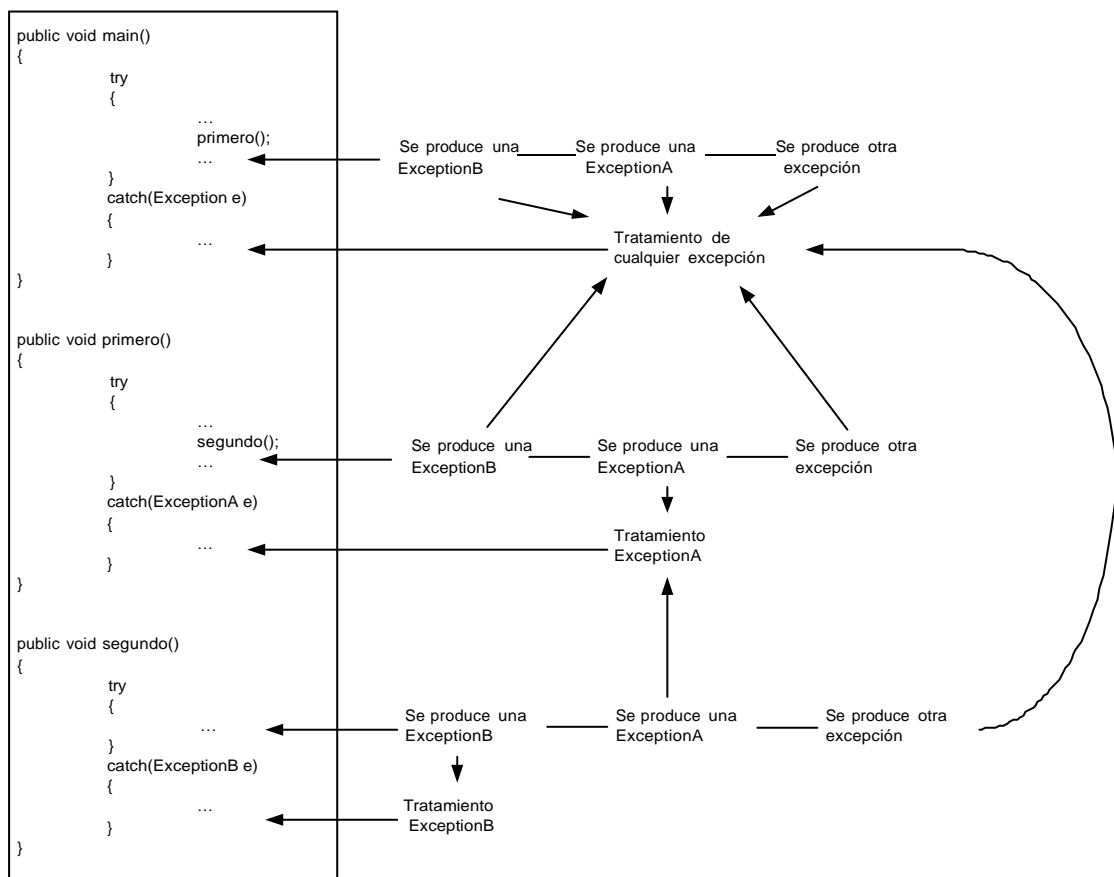 public void main()
{
try
{
…
primero();
…
}
catch(Exception e)
{
…
}
}
public void primero()
{
try
{
…
segundo();
…
}
catch(ExceptionA e)
{
…
}
}
public void segundo()
{
try
{
…
}
catch(ExceptionB e)
{
…
}
}
Se produce una
ExceptionB
Se produce una
ExceptionA
Se produce otra
excepción
Tratamiento de
cualquier excepción
Se produce una
ExceptionB
Se produce una
ExceptionA
Se produce otra
excepción
Tratamiento
ExceptionA
Se produce una
ExceptionB
Se produce una
ExceptionA
Se produce otra
excepción
Tratamiento
ExceptionB